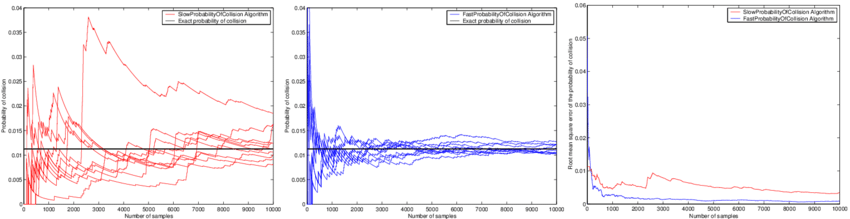 0.04
0.035
0.03
0.025
0.02
0.015
0.01
0.005
0
Probability of collision
SlowProbabilityOfCollision Algorithm
Exact probability of collision
0 1000 2000 3000 4000 5000 6000 7000 8000 9000 10000
Number of samples
0.04
0.035
0.03
0.025
0.02
0.015
0.01
0.005
0
Probability of collision
FastProbabilityOfCollision Algorithm
Exact probability of collision
0 1000 2000 3000 4000 5000 6000 7000 8000 9000 10000
Number of samples
0.06
0.05
0.04
0.03
0.02
0.01
0
Root mean square error of the probability of collision
SlowProbabilityOfCollision Algorithm
FastProbabilityOfCollision Algorithm
0 1000 2000 3000 4000 5000 6000 7000 8000 9000 10000
Number of samples